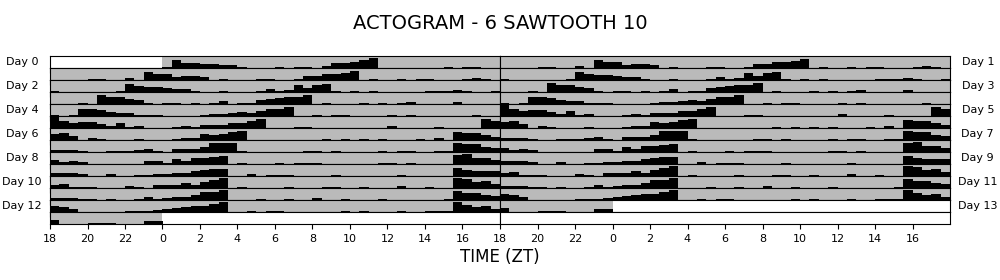 ACTOGRAM - 6 SAWTOOTH 10
Day 0 Day 1
Day 2 Day 3
Day 4 Day 5
Day 6 Day 7
Day 8 Day 9
Day 10 Day 11
Day 12 Day 13
18 20 22 0 2 4 6 8 10 12 14 16 18 20 22 0 2 4 6 8 10 12 14 16
TIME (ZT)